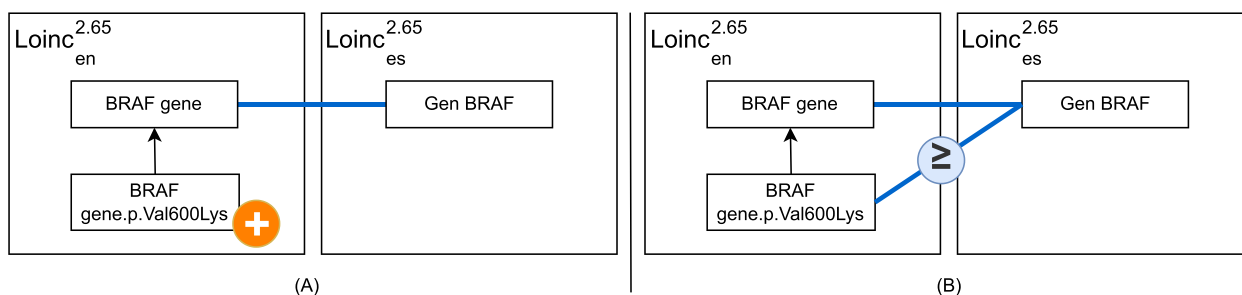 Loinc 2.65 en
Loinc 2.65 es
BRAF gene
Gen BRAF
BRAF
gene.p.Val600Lys
+
(A)
Loinc 2.65 en
Loinc 2.65 es
BRAF gene
Gen BRAF
≥
BRAF
gene.p.Val600Lys
(B)